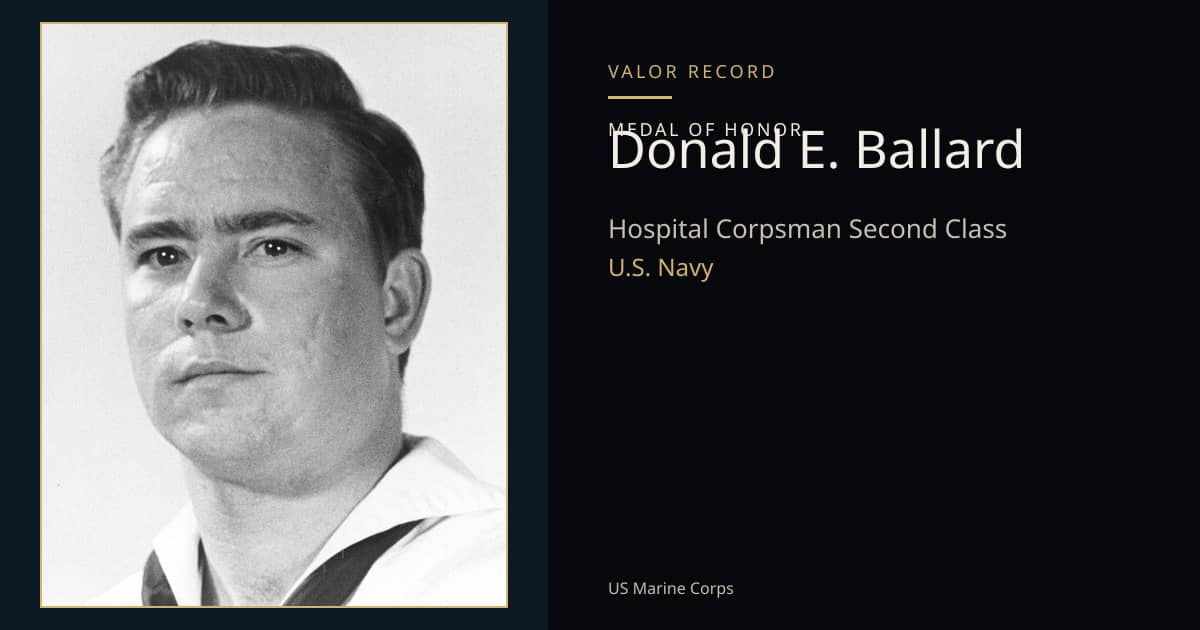 VALOR RECORD
MEDAL OF HONOR
Donald E. Ballard
Hospital Corpsman Second Class
U.S. Navy
US Marine Corps